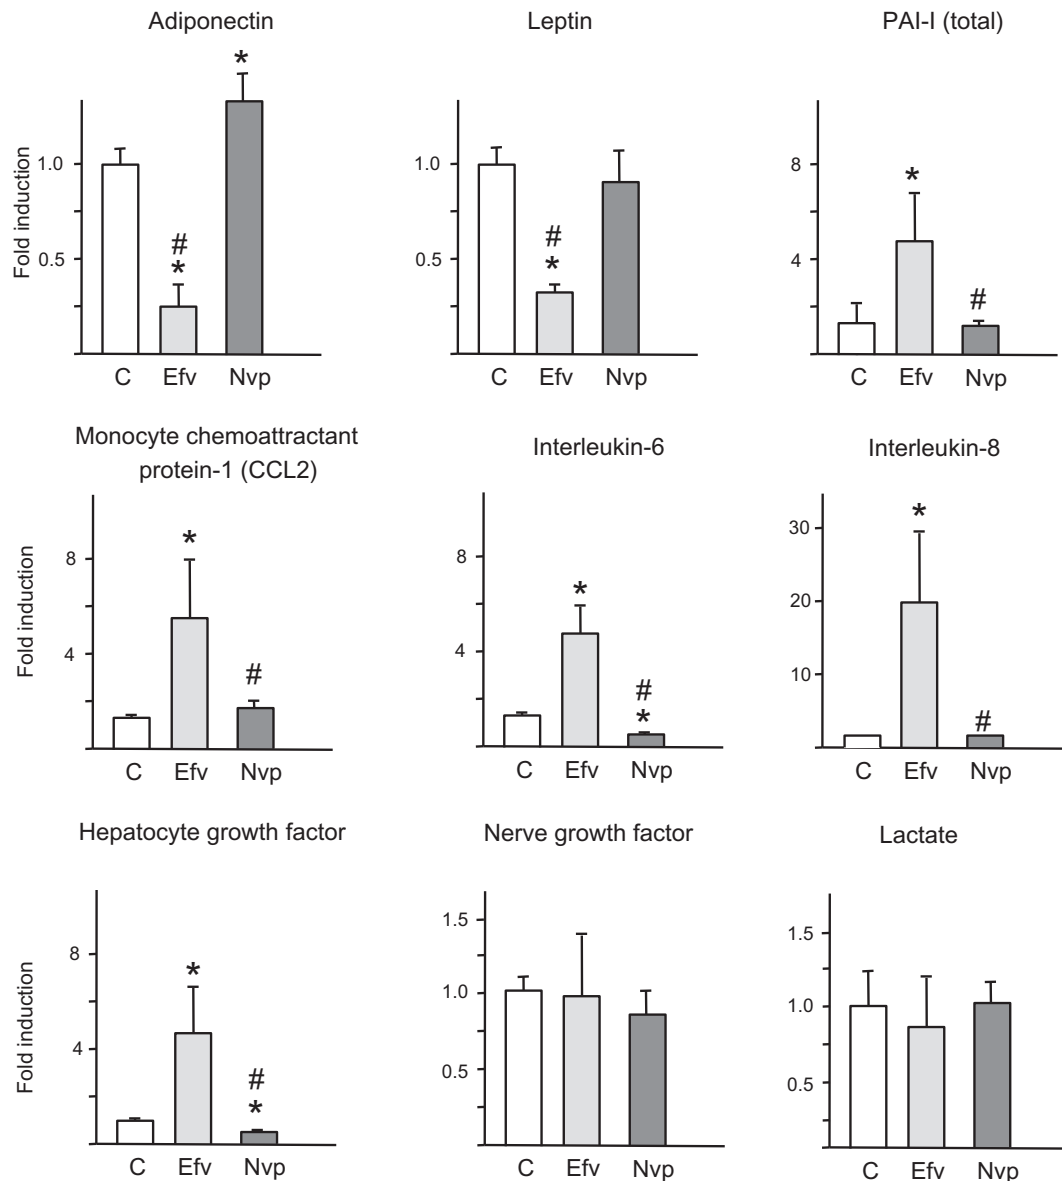 Adiponectin
Fold induction
1.0
0.5
*
#
*
C Efv Nvp
Leptin
1.0
0.5
#
*
C Efv Nvp
PAI-I (total)
8
4
*
#
C Efv Nvp
Monocyte chemoattractant
protein-1 (CCL2)
Fold induction
8
4
*
#
C Efv Nvp
Interleukin-6
8
4
*
#
*
C Efv Nvp
Interleukin-8
30
20
10
*
#
C Efv Nvp
Hepatocyte growth factor
Fold induction
8
4
*
#
*
C Efv Nvp
Nerve growth factor
1.5
1.0
0.5
C Efv Nvp
Lactate
1.5
1.0
0.5
C Efv Nvp